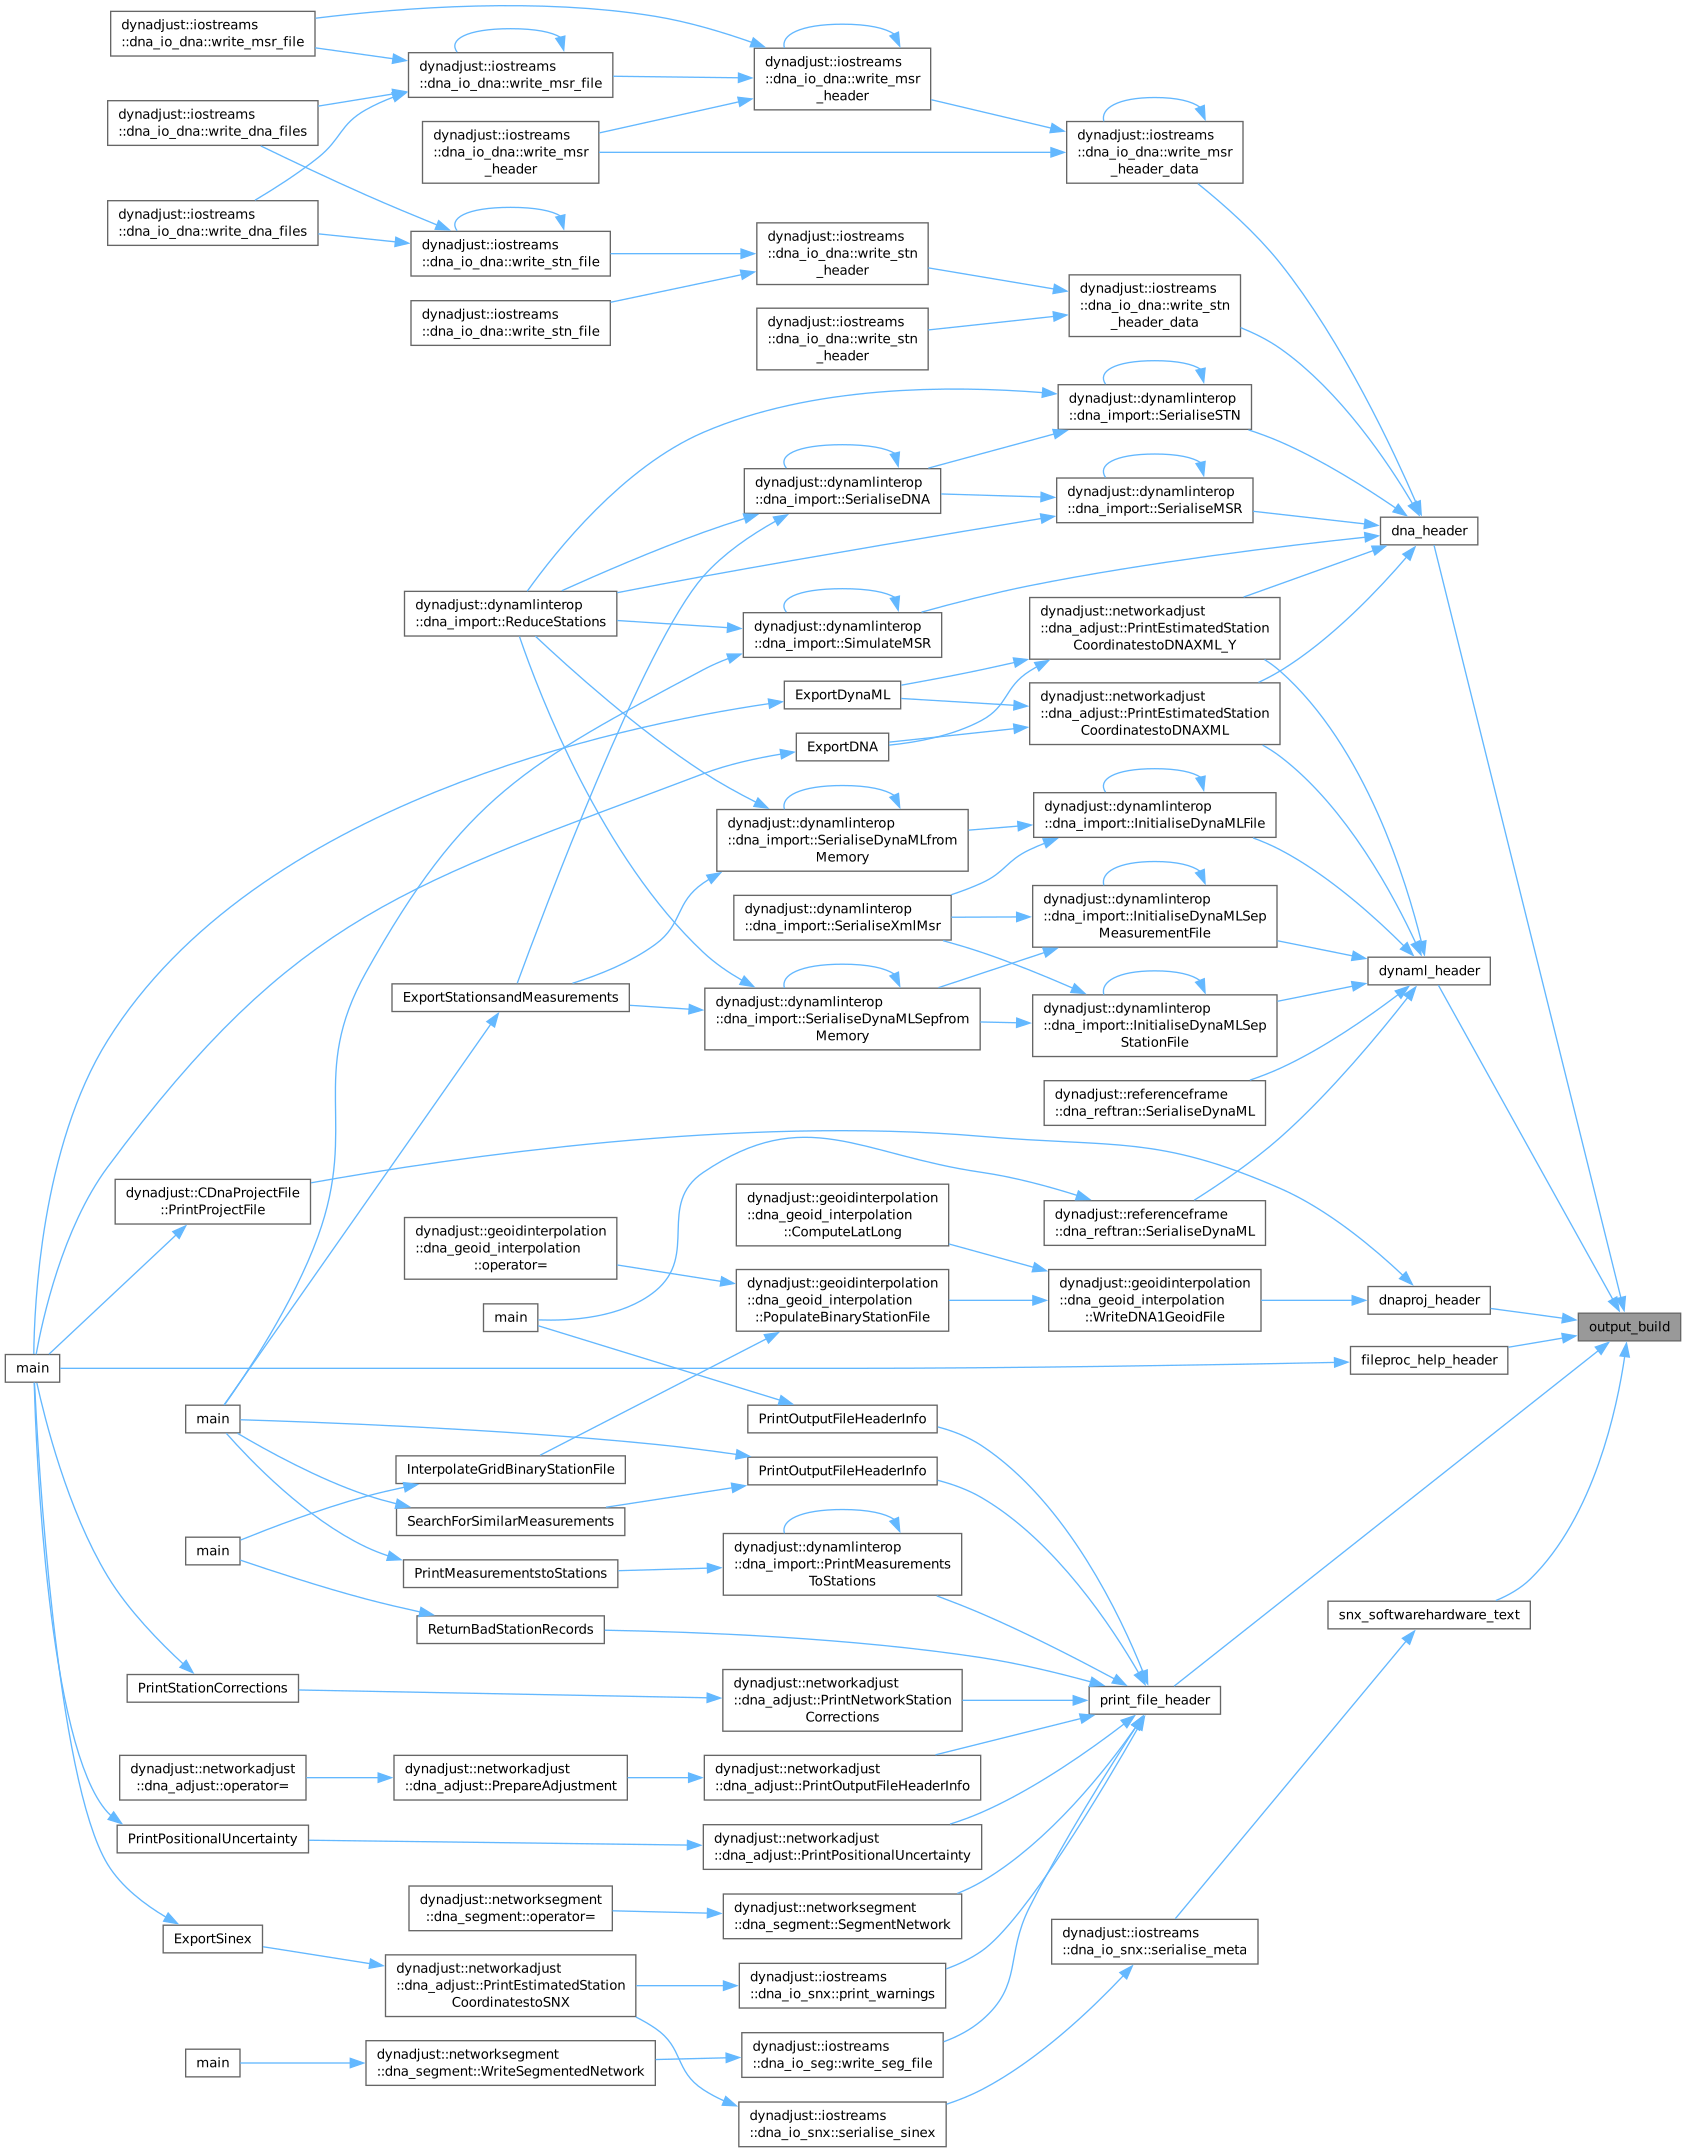 dynadjust::iostreams
::dna_io_dna::write_msr_file
dynadjust::iostreams
::dna_io_dna::write_dna_files
dynadjust::iostreams
::dna_io_dna::write_dna_files
dynadjust::iostreams
::dna_io_dna::write_msr_file
dynadjust::iostreams
::dna_io_dna::write_msr
_header
dynadjust::iostreams
::dna_io_dna::write_stn_file
dynadjust::iostreams
::dna_io_dna::write_stn_file
dynadjust::iostreams
::dna_io_dna::write_msr
_header
dynadjust::iostreams
::dna_io_dna::write_stn
_header
dynadjust::iostreams
::dna_io_dna::write_stn
_header
dynadjust::iostreams
::dna_io_dna::write_msr
_header_data
dynadjust::iostreams
::dna_io_dna::write_stn
_header_data
dynadjust::dynamlinterop
::dna_import::SerialiseSTN
dynadjust::dynamlinterop
::dna_import::SerialiseDNA
dynadjust::dynamlinterop
::dna_import::SerialiseMSR
dna_header
dynadjust::dynamlinterop
::dna_import::ReduceStations
dynadjust::dynamlinterop
::dna_import::SimulateMSR
dynadjust::networkadjust
::dna_adjust::PrintEstimatedStation
CoordinatestoDNAXML_Y
ExportDynaML
dynadjust::networkadjust
::dna_adjust::PrintEstimatedStation
CoordinatestoDNAXML
ExportDNA
dynadjust::dynamlinterop
::dna_import::SerialiseDynaMLfrom
Memory
dynadjust::dynamlinterop
::dna_import::InitialiseDynaMLFile
dynadjust::dynamlinterop
::dna_import::SerialiseXmlMsr
dynadjust::dynamlinterop
::dna_import::InitialiseDynaMLSep
MeasurementFile
dynaml_header
ExportStationsandMeasurements
dynadjust::dynamlinterop
::dna_import::SerialiseDynaMLSepfrom
Memory
dynadjust::dynamlinterop
::dna_import::InitialiseDynaMLSep
StationFile
dynadjust::referenceframe
::dna_reftran::SerialiseDynaML
dynadjust::CDnaProjectFile
::PrintProjectFile
dynadjust::geoidinterpolation
::dna_geoid_interpolation
::ComputeLatLong
dynadjust::referenceframe
::dna_reftran::SerialiseDynaML
dynadjust::geoidinterpolation
::dna_geoid_interpolation
::operator=
dynadjust::geoidinterpolation
::dna_geoid_interpolation
::PopulateBinaryStationFile
dynadjust::geoidinterpolation
::dna_geoid_interpolation
::WriteDNA1GeoidFile
dnaproj_header
main
output_build
main
fileproc_help_header
main
PrintOutputFileHeaderInfo
InterpolateGridBinaryStationFile
PrintOutputFileHeaderInfo
SearchForSimilarMeasurements
main
PrintMeasurementstoStations
dynadjust::dynamlinterop
::dna_import::PrintMeasurements
ToStations
ReturnBadStationRecords
snx_softwarehardware_text
PrintStationCorrections
dynadjust::networkadjust
::dna_adjust::PrintNetworkStation
Corrections
print_file_header
dynadjust::networkadjust
::dna_adjust::operator=
dynadjust::networkadjust
::dna_adjust::PrepareAdjustment
dynadjust::networkadjust
::dna_adjust::PrintOutputFileHeaderInfo
PrintPositionalUncertainty
dynadjust::networkadjust
::dna_adjust::PrintPositionalUncertainty
dynadjust::networksegment
::dna_segment::operator=
dynadjust::networksegment
::dna_segment::SegmentNetwork
ExportSinex
dynadjust::iostreams
::dna_io_snx::serialise_meta
dynadjust::networkadjust
::dna_adjust::PrintEstimatedStation
CoordinatestoSNX
dynadjust::iostreams
::dna_io_snx::print_warnings
main
dynadjust::networksegment
::dna_segment::WriteSegmentedNetwork
dynadjust::iostreams
::dna_io_seg::write_seg_file
dynadjust::iostreams
::dna_io_snx::serialise_sinex